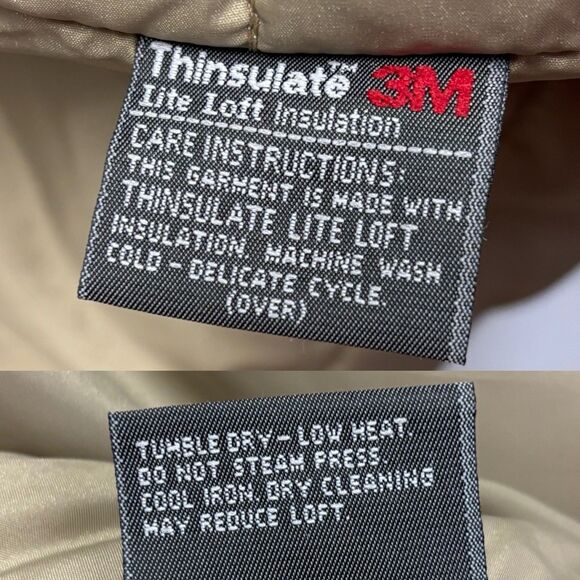 Thinsulate™ 3M
Lite Loft Insulation
CARE INSTRUCTIONS:
THIS GARMENT IS MADE WITH
THINSULATE LITE LOFT
INSULATION. MACHINE WASH
COLD - DELICATE CYCLE.
(OVER)
TUMBLE DRY - LOW HEAT.
DO NOT STEAM PRESS
COOL IRON. DRY CLEANING
MAY REDUCE LOFT.